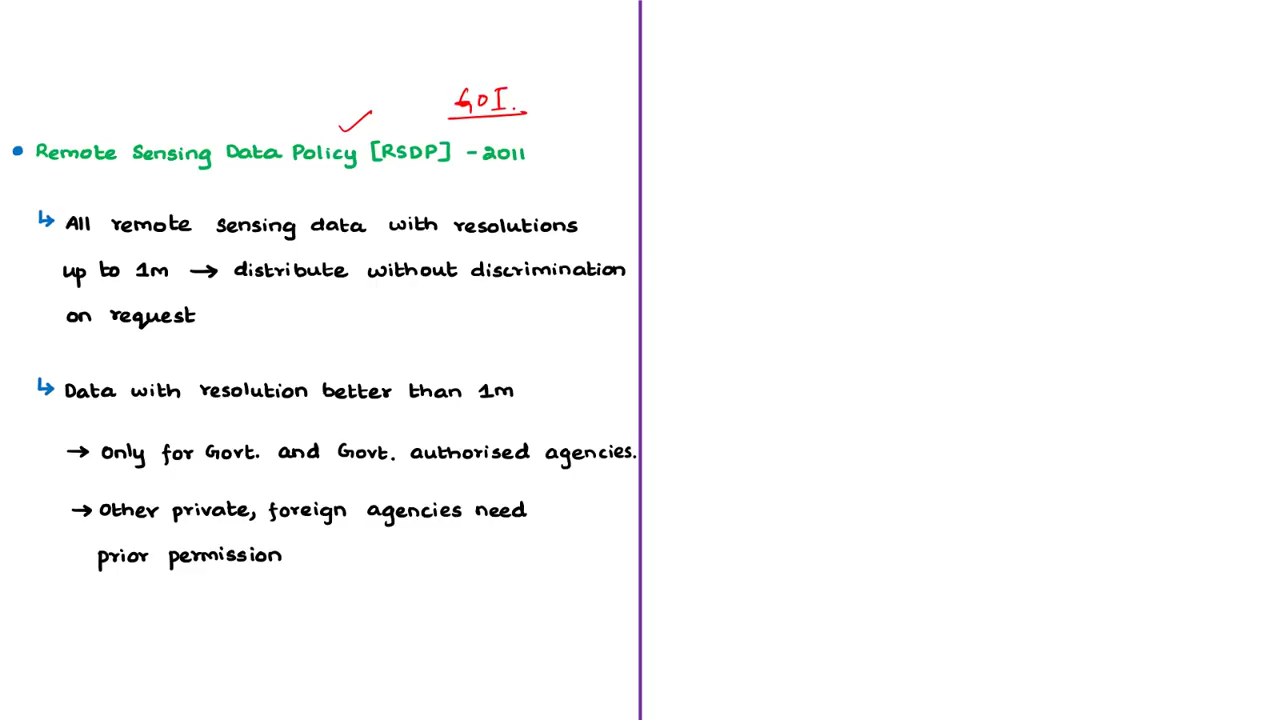 GOI.
• Remote Sensing Data Policy [RSDP] - 2011
↳ All remote sensing data with resolutions
up to 1m → distribute without discrimination
on request
↳ Data with resolution better than 1m
→ Only for Govt. and Govt. authorised agencies.
→ Other private, foreign agencies need
prior permission